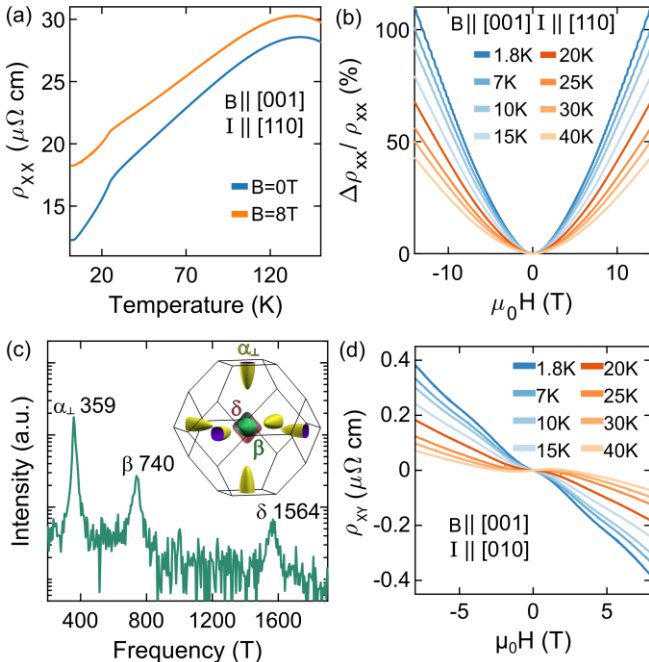 (a)
30
25
20
15
ρXX (μΩ cm)
B|| [001]
I || [110]
B=0T
B=8T
20
70
120
Temperature (K)
(b)
100
50
0
Δρxx/ ρxx (%)
B|| [001] I || [110]
1.8K
20K
7K
25K
10K
30K
15K
40K
-10
0
10
μ0H (T)
(c)
Intensity (a.u.)
α⊥ 359
β 740
δ 1564
α⊥
δ
β
400
800
1200
1600
Frequency (T)
(d)
0.4
0.2
0
-0.2
-0.4
ρXY (μΩ cm)
1.8K
20K
7K
25K
10K
30K
15K
40K
B|| [001]
I || [010]
-5
0
5
μ0H (T)